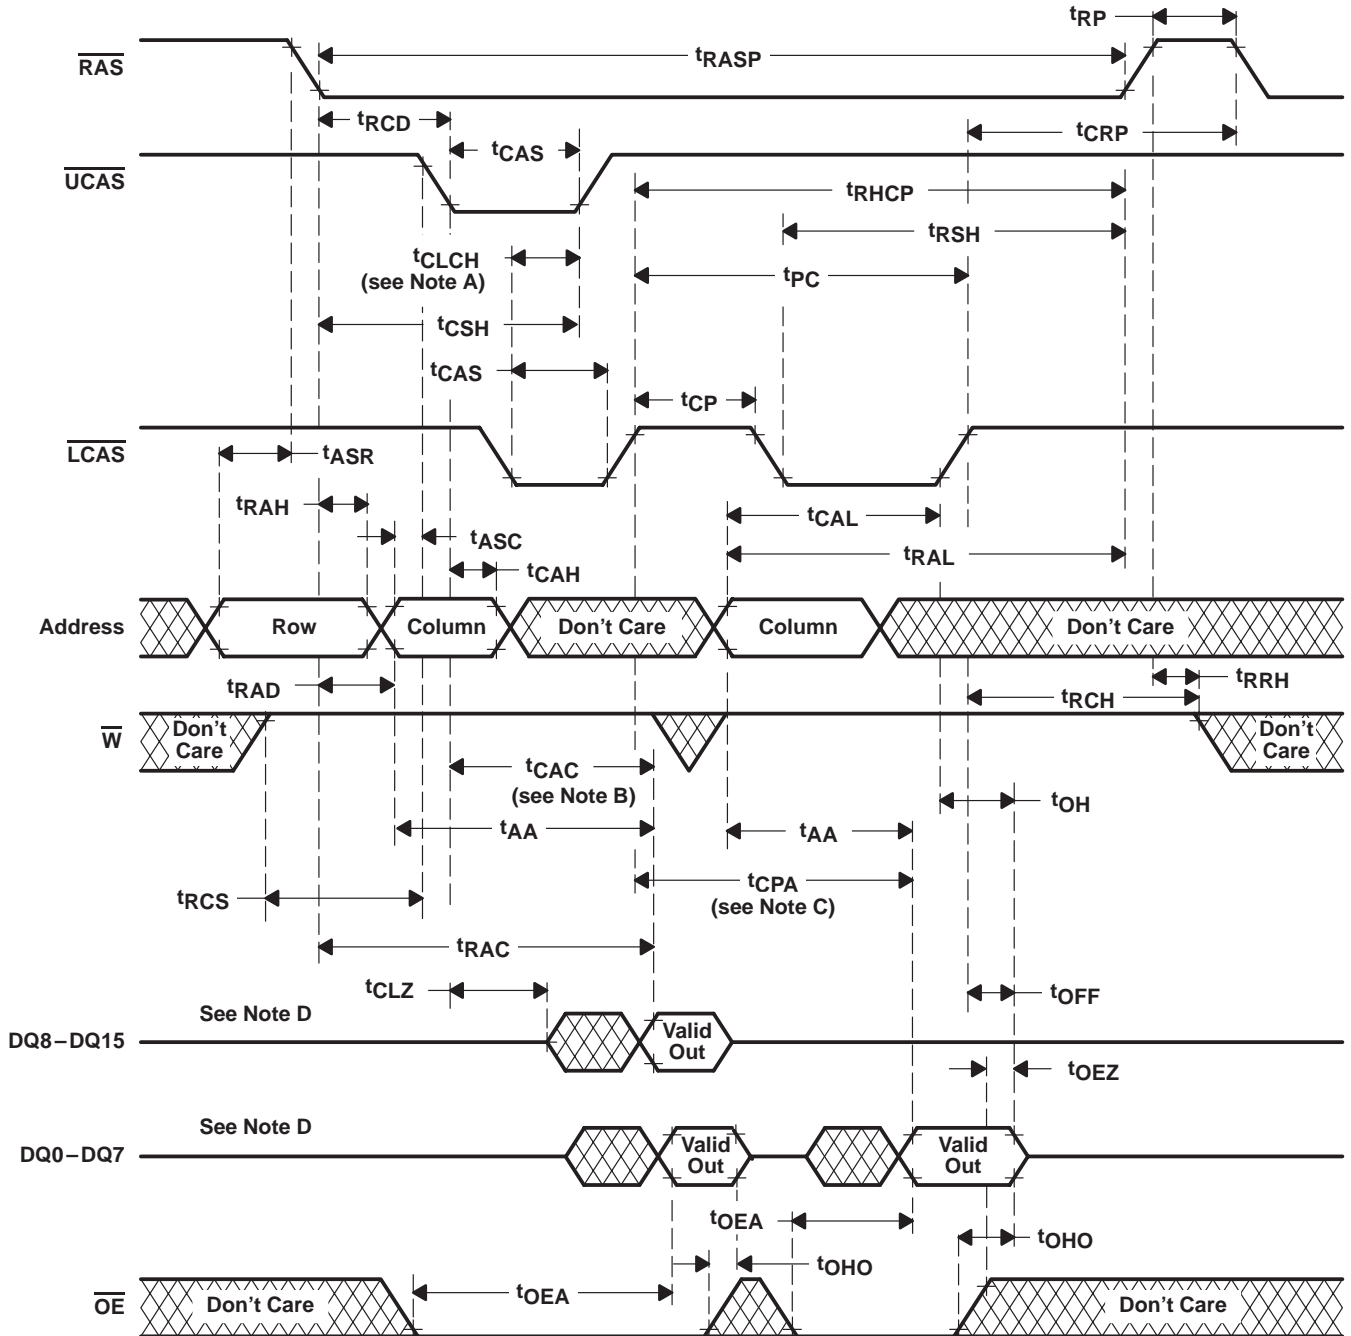 tRP
RAS
tRASP
tRCD
tCRP
tCAS
UCAS
tRHCP
tRSH
tCLCH
(see Note A)
tPC
tCSH
tCAS
tCP
LCAS
tASR
tRAH
tCAL
tASC
tRAL
tCAH
Address
Row
Column
Don't Care
Column
Don't Care
tRAD
tRRH
tRCH
W
Don't
Care
Don't
Care
tCAC
(see Note B)
tOH
tAA
tAA
tCPA
(see Note C)
tRCS
tRAC
tCLZ
tOFF
See Note D
DQ8–DQ15
Valid
Out
tOEZ
See Note D
DQ0–DQ7
Valid
Out
Valid
Out
tOEA
tOHO
tOHO
tOEA
OE
Don't Care
Don't Care